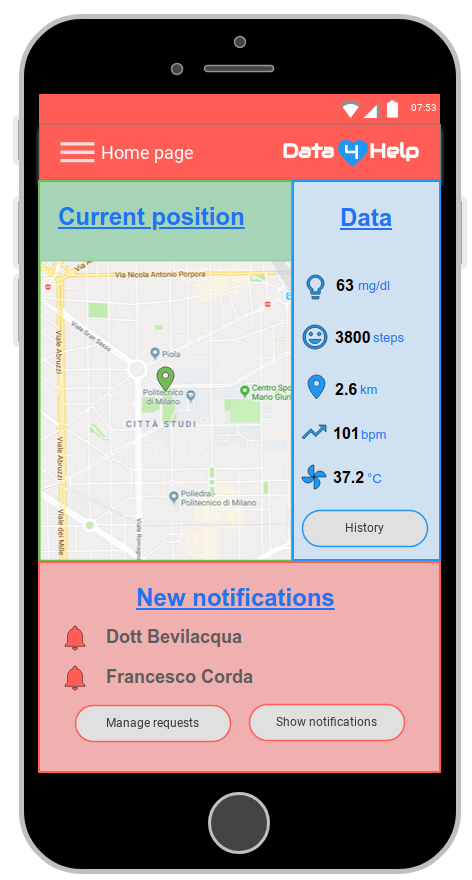 07:53
Home page
Data 4 Help
Current position
Via Nicola Antonio Porpora
Viale Abruzzi
Viale Gran Sasso
Piola
Politecnico
di Milano
Centro Spo
Mario Giuri
CITTÀ STUDI
Viale Abruzzi
Poliedra
Politecnico di Milano
Viale dei Mille
Viale Romagna
Data
63 mg/dl
3800 steps
2.6 km
101 bpm
37.2 °C
History
New notifications
Dott Bevilacqua
Francesco Corda
Manage requests
Show notifications